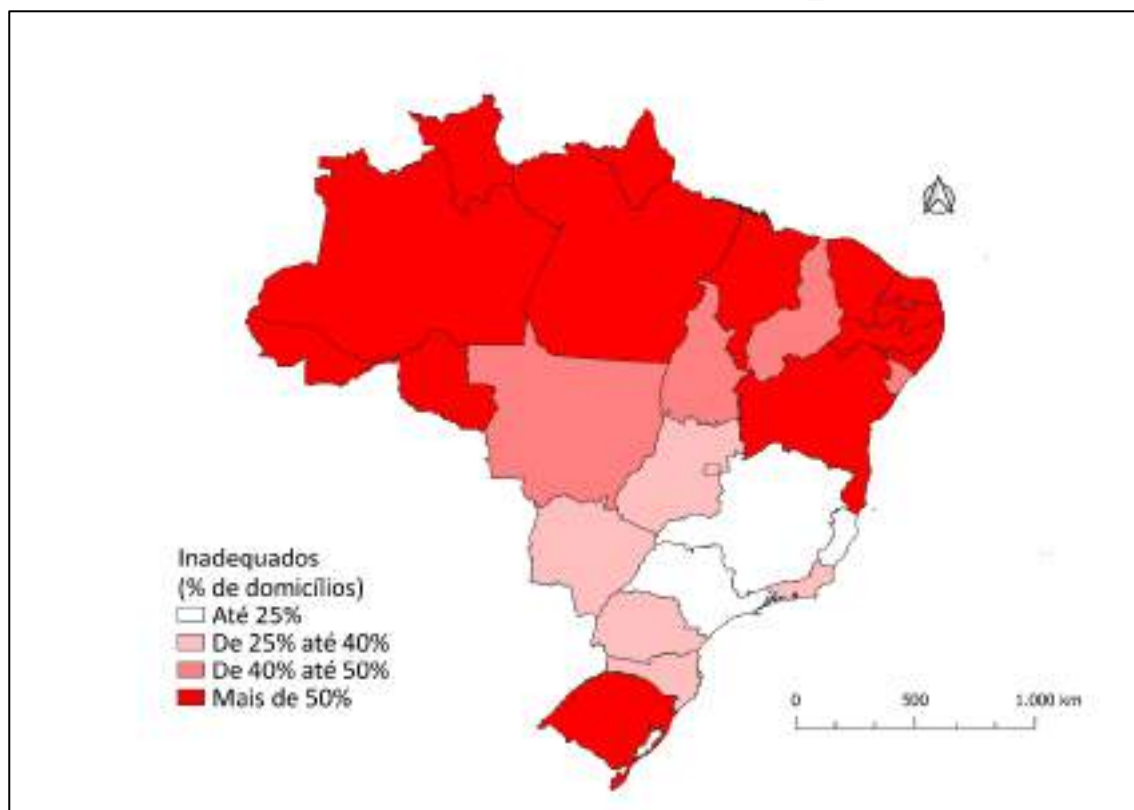 Inadequados
(% de domicílios)
Até 25%
De 25% até 40%
De 40% até 50%
Mais de 50%
0 500 1.000 km